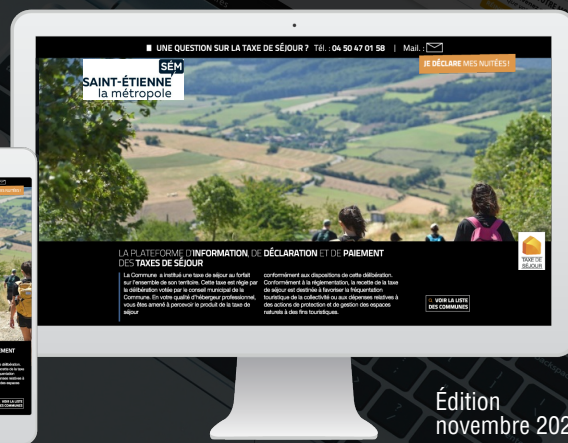 UNE QUESTION SUR LA TAXE DE SÉJOUR ? Tél. : 04 50 47 01 58 | Mail. :
JE DÉCLARE MES NUITÉES !
SÉM
SAINT-ÉTIENNE
la métropole
LA PLATEFORME D'INFORMATION, DE DÉCLARATION ET DE PAIEMENT
DES TAXES DE SÉJOUR
La Commune a institué une taxe de séjour au forfait
sur l'ensemble de son territoire. Cette taxe est régie par
la délibération votée par le conseil municipal de la
Commune. En votre qualité d'hébergeur professionnel,
vous êtes amené à percevoir le produit de la taxe de
séjour
conformément aux dispositions de cette délibération.
Conformément à la réglementation, la recette de la taxe
de séjour est destinée à favoriser la fréquentation
touristique de la collectivité ou aux dépenses relatives à
des actions de protection et de gestion des espaces
naturels à des fins touristiques.
TAXE DE
SÉJOUR
VOIR LA LISTE
DES COMMUNES
VOIR LA LISTE
DES COMMUNES
Édition
novembre 202